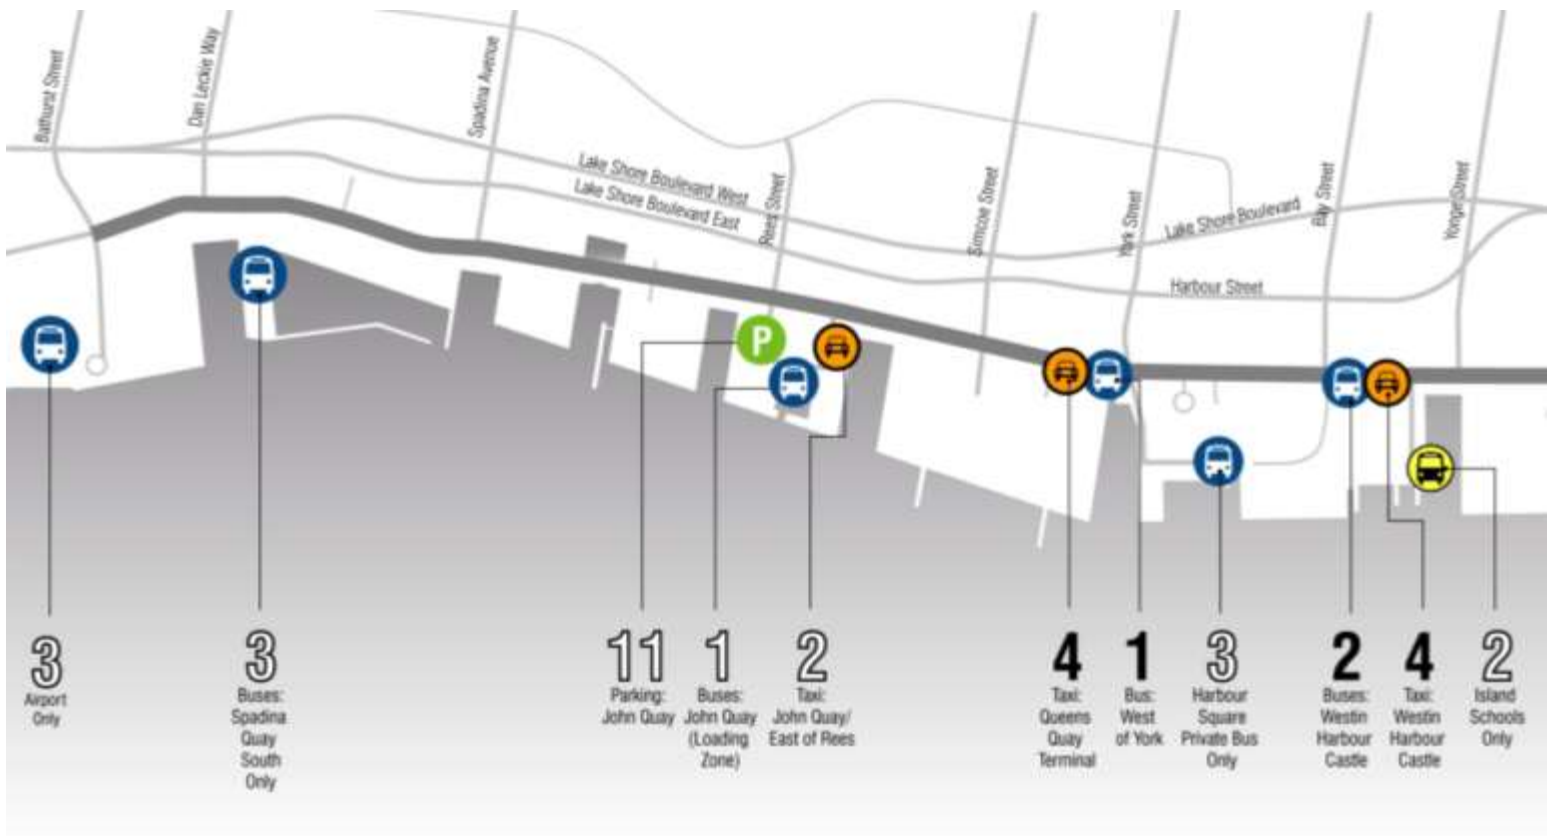 Bathurst Street
Dan Leckie Way
Spadina Avenue
Lake Shore Boulevard West
Lake Shore Boulevard East
Rees Street
Simcoe Street
York Street
Lake Shore Boulevard
Harbour Street
Bay Street
Yonge Street
P
3
Airport
Only
3
Buses:
Spadina
Quay
South
Only
11
Parking:
John Quay
1
Buses:
John Quay
(Loading
Zone)
2
Taxi:
John Quay/
East of Rees
4
Taxi:
Queens
Quay
Terminal
1
Bus:
West
of York
3
Harbour
Square
Private Bus
Only
2
Buses:
Westin
Harbour
Castle
4
Taxi:
Westin
Harbour
Castle
2
Island
Schools
Only